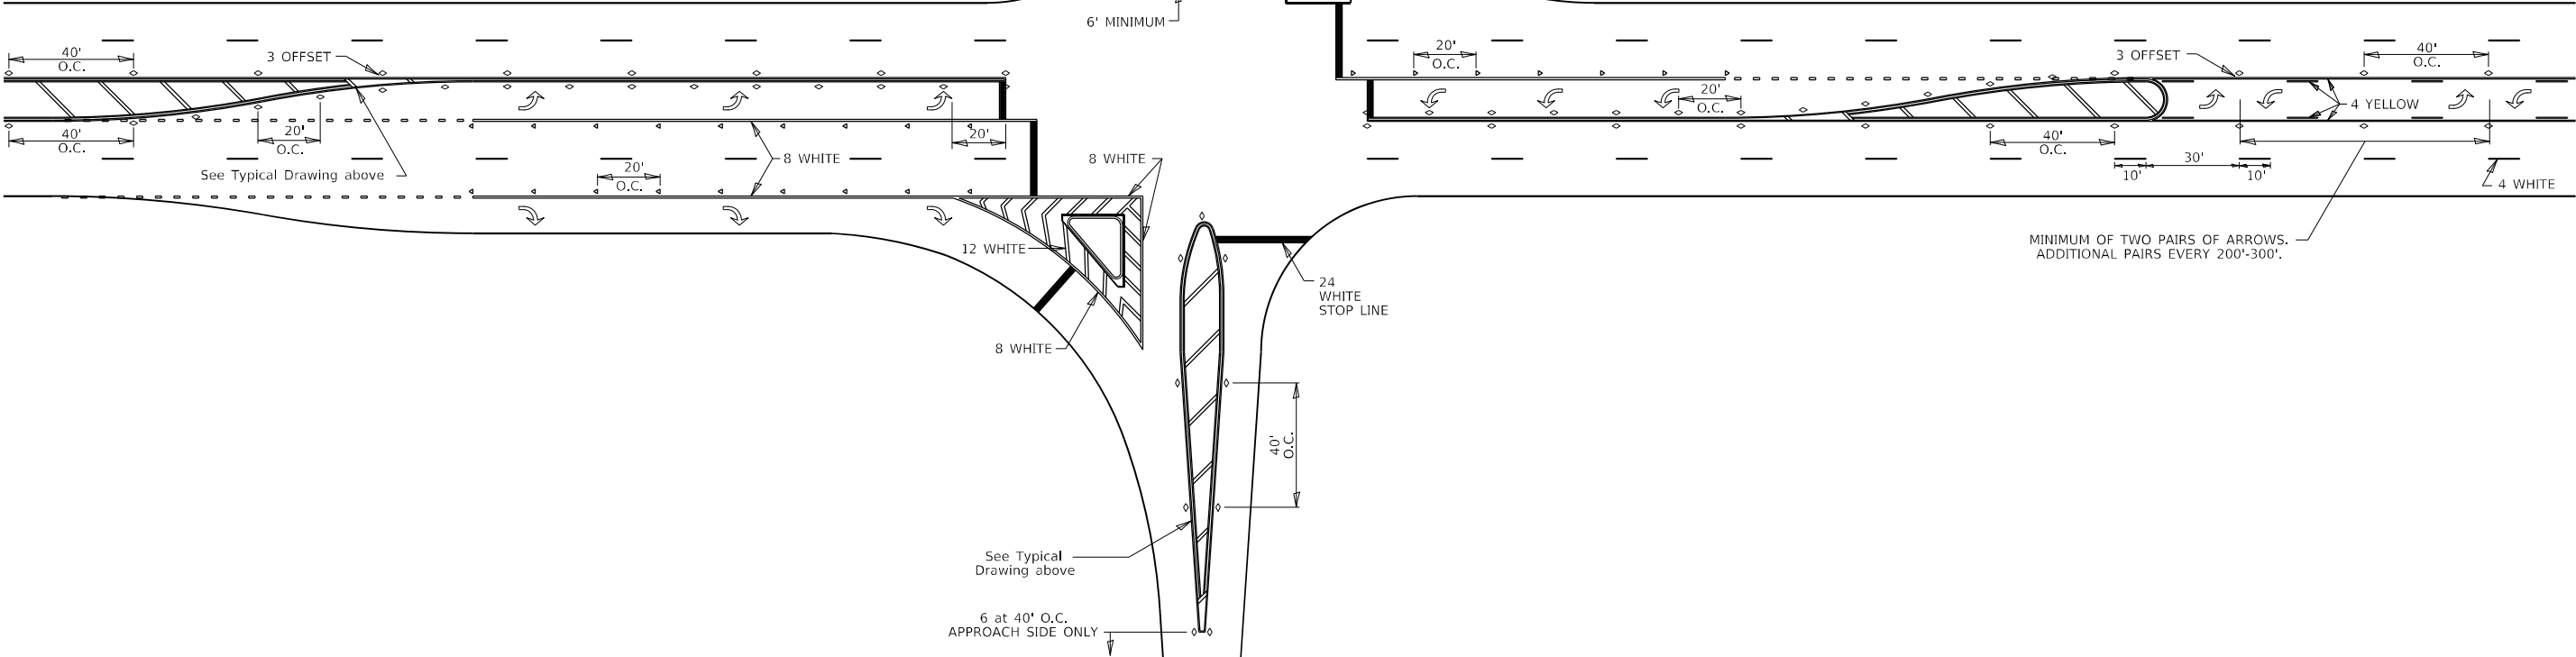 6' MINIMUM
40'
O.C.
3 OFFSET
20'
O.C.
3 OFFSET
40'
O.C.
20'
O.C.
4 YELLOW
40'
O.C.
20'
O.C.
20'
8 WHITE
8 WHITE
See Typical Drawing above
20'
O.C.
40'
O.C.
30'
10'
10'
4 WHITE
12 WHITE
MINIMUM OF TWO PAIRS OF ARROWS.
ADDITIONAL PAIRS EVERY 200'-300'.
24
WHITE
STOP LINE
8 WHITE
40'
O.C.
See Typical
Drawing above
6 at 40' O.C.
APPROACH SIDE ONLY